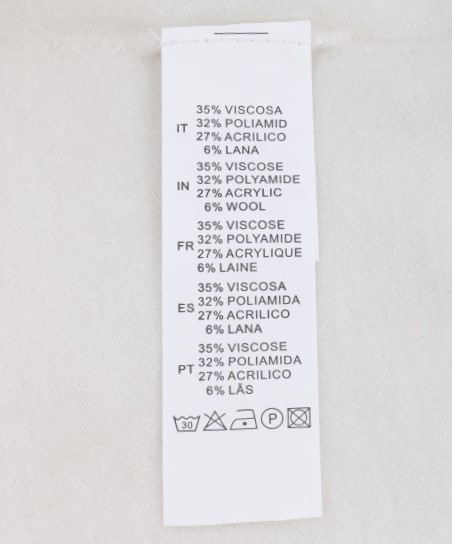 35% VISCOSA
IT 32% POLIAMID
27% ACRILICO
6% LANA
35% VISCOSE
IN 32% POLYAMIDE
27% ACRYLIC
6% WOOL
35% VISCOSE
FR 32% POLYAMIDE
27% ACRYLIQUE
6% LAINE
35% VISCOSA
ES 32% POLIAMIDA
27% ACRILICO
6% LANA
35% VISCOSE
PT 32% POLIAMIDA
27% ACRILICO
6% LÃS
30 P